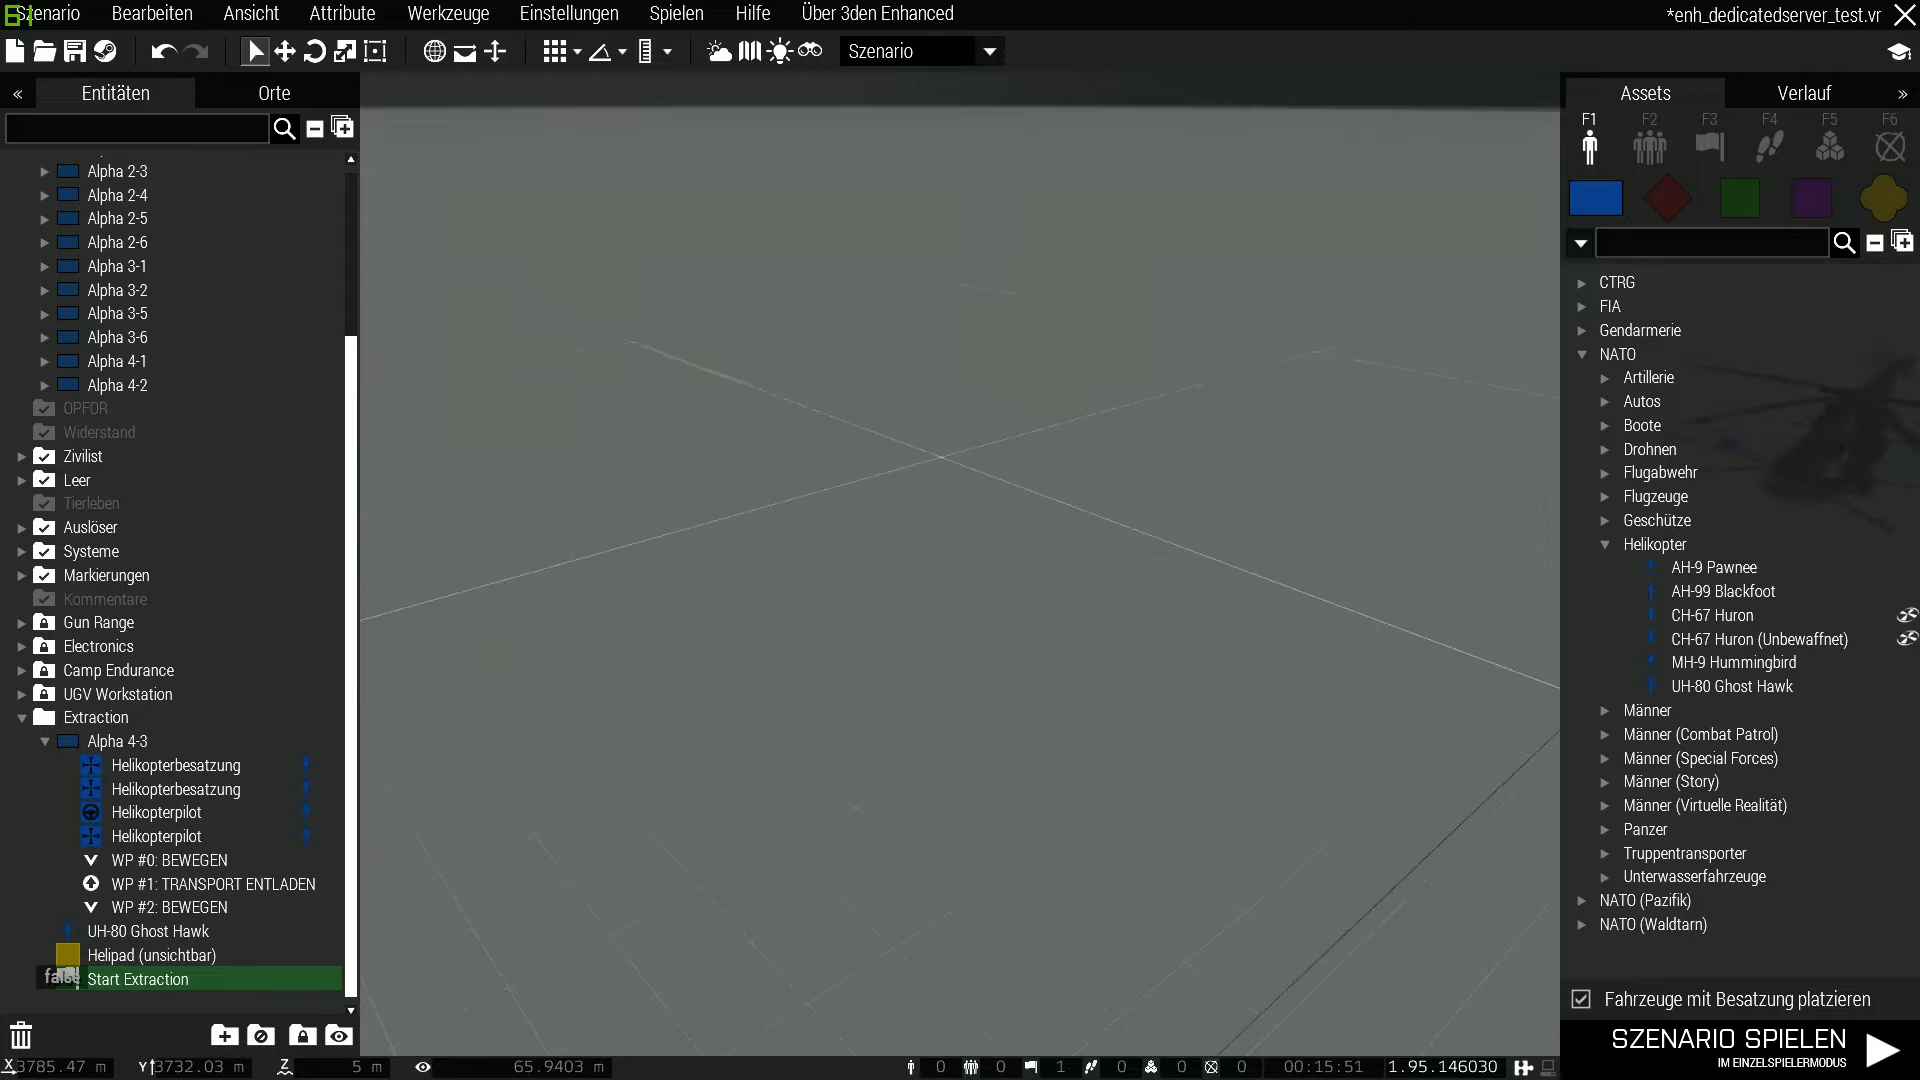 Szenario Bearbeiten Ansicht Attribute Werkzeuge Einstellungen Spielen Hilfe Über 3den Enhanced *enh_dedicatedserver_test.vr
Szenario
« Entitäten Orte
Alpha 2-3
Alpha 2-4
Alpha 2-5
Alpha 2-6
Alpha 3-1
Alpha 3-2
Alpha 3-5
Alpha 3-6
Alpha 4-1
Alpha 4-2
OPFOR
Widerstand
Zivilist
Leer
Tierleben
Auslöser
Systeme
Markierungen
Kommentare
Gun Range
Electronics
Camp Endurance
UGV Workstation
Extraction
Alpha 4-3
Helikopterbesatzung
Helikopterbesatzung
Helikopterpilot
Helikopterpilot
WP #0: BEWEGEN
WP #1: TRANSPORT ENTLADEN
WP #2: BEWEGEN
UH-80 Ghost Hawk
Helipad (unsichtbar)
false Start Extraction
Assets Verlauf »
F1 F2 F3 F4 F5 F6
CTRG
FIA
Gendarmerie
NATO
Artillerie
Autos
Boote
Drohnen
Flugabwehr
Flugzeuge
Geschütze
Helikopter
AH-9 Pawnee
AH-99 Blackfoot
CH-67 Huron
CH-67 Huron (Unbewaffnet)
MH-9 Hummingbird
UH-80 Ghost Hawk
Männer
Männer (Combat Patrol)
Männer (Special Forces)
Männer (Story)
Männer (Virtuelle Realität)
Panzer
Truppentransporter
Unterwasserfahrzeuge
NATO (Pazifik)
NATO (Waldtarn)
Fahrzeuge mit Besatzung platzieren
SZENARIO SPIELEN
IM EINZELSPIELERMODUS
X 3785.47 m Y 3732.03 m Z 5 m 65.9403 m 0 0 1 0 0 0 00:15:51 1.95.146030